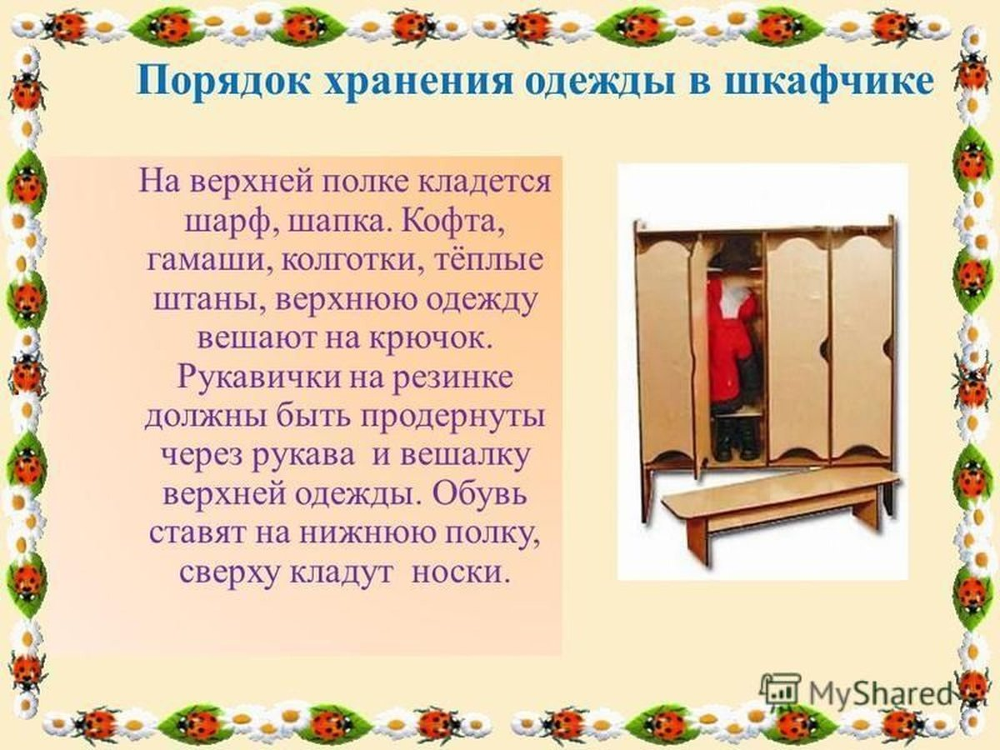 Порядок хранения одежды в шкафчике
На верхней полке кладется
шарф, шапка. Кофта,
гамаши, колготки, тёплые
штаны, верхнюю одежду
вешают на крючок.
Рукавички на резинке
должны быть продернуты
через рукава и вешалку
верхней одежды. Обувь
ставят на нижнюю полку,
сверху кладут носки.
MyShared